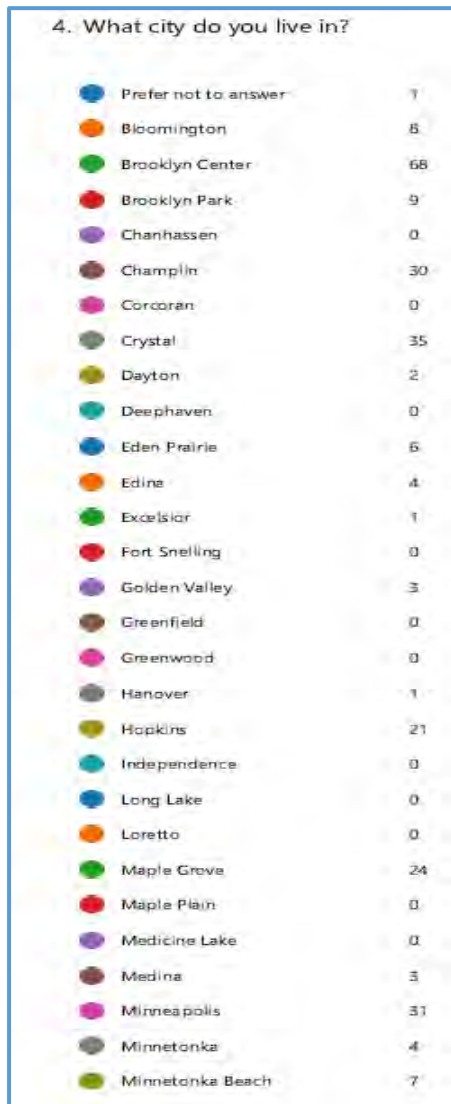 4. What city do you live in?
Prefer not to answer 1
Bloomington 8
Brooklyn Center 68
Brooklyn Park 9
Chanhassen 0
Champlin 30
Corcoran 0
Crystal 35
Dayton 2
Deephaven 0
Eden Prairie 6
Edina 4
Excelsior 1
Fort Snelling 0
Golden Valley 3
Greenfield 0
Greenwood 0
Hanover 1
Hopkins 21
Independence 0
Long Lake 0
Loretto 0
Maple Grove 24
Maple Plain 0
Medicine Lake 0
Medina 3
Minneapolis 31
Minnetonka 4
Minnetonka Beach 7